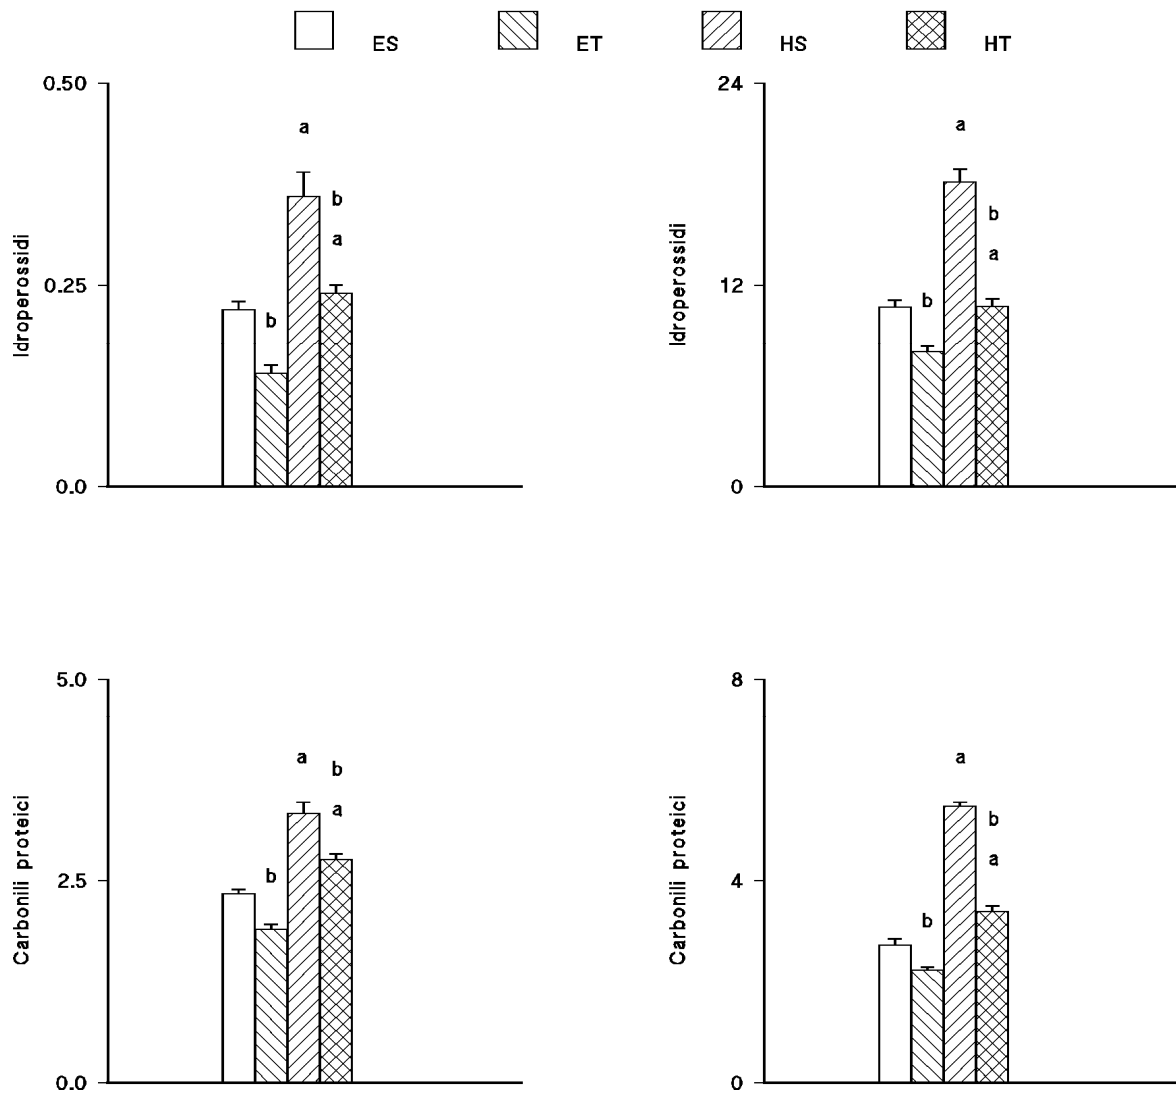 ES ET HS HT
0.50
a
b
a
b
0.25
0.0
Idroperossidi
24
a
b
a
b
12
0
Idroperossidi
5.0
a
b
a
b
2.5
0.0
Carbonili proteici
8
a
b
a
b
4
0
Carbonili proteici